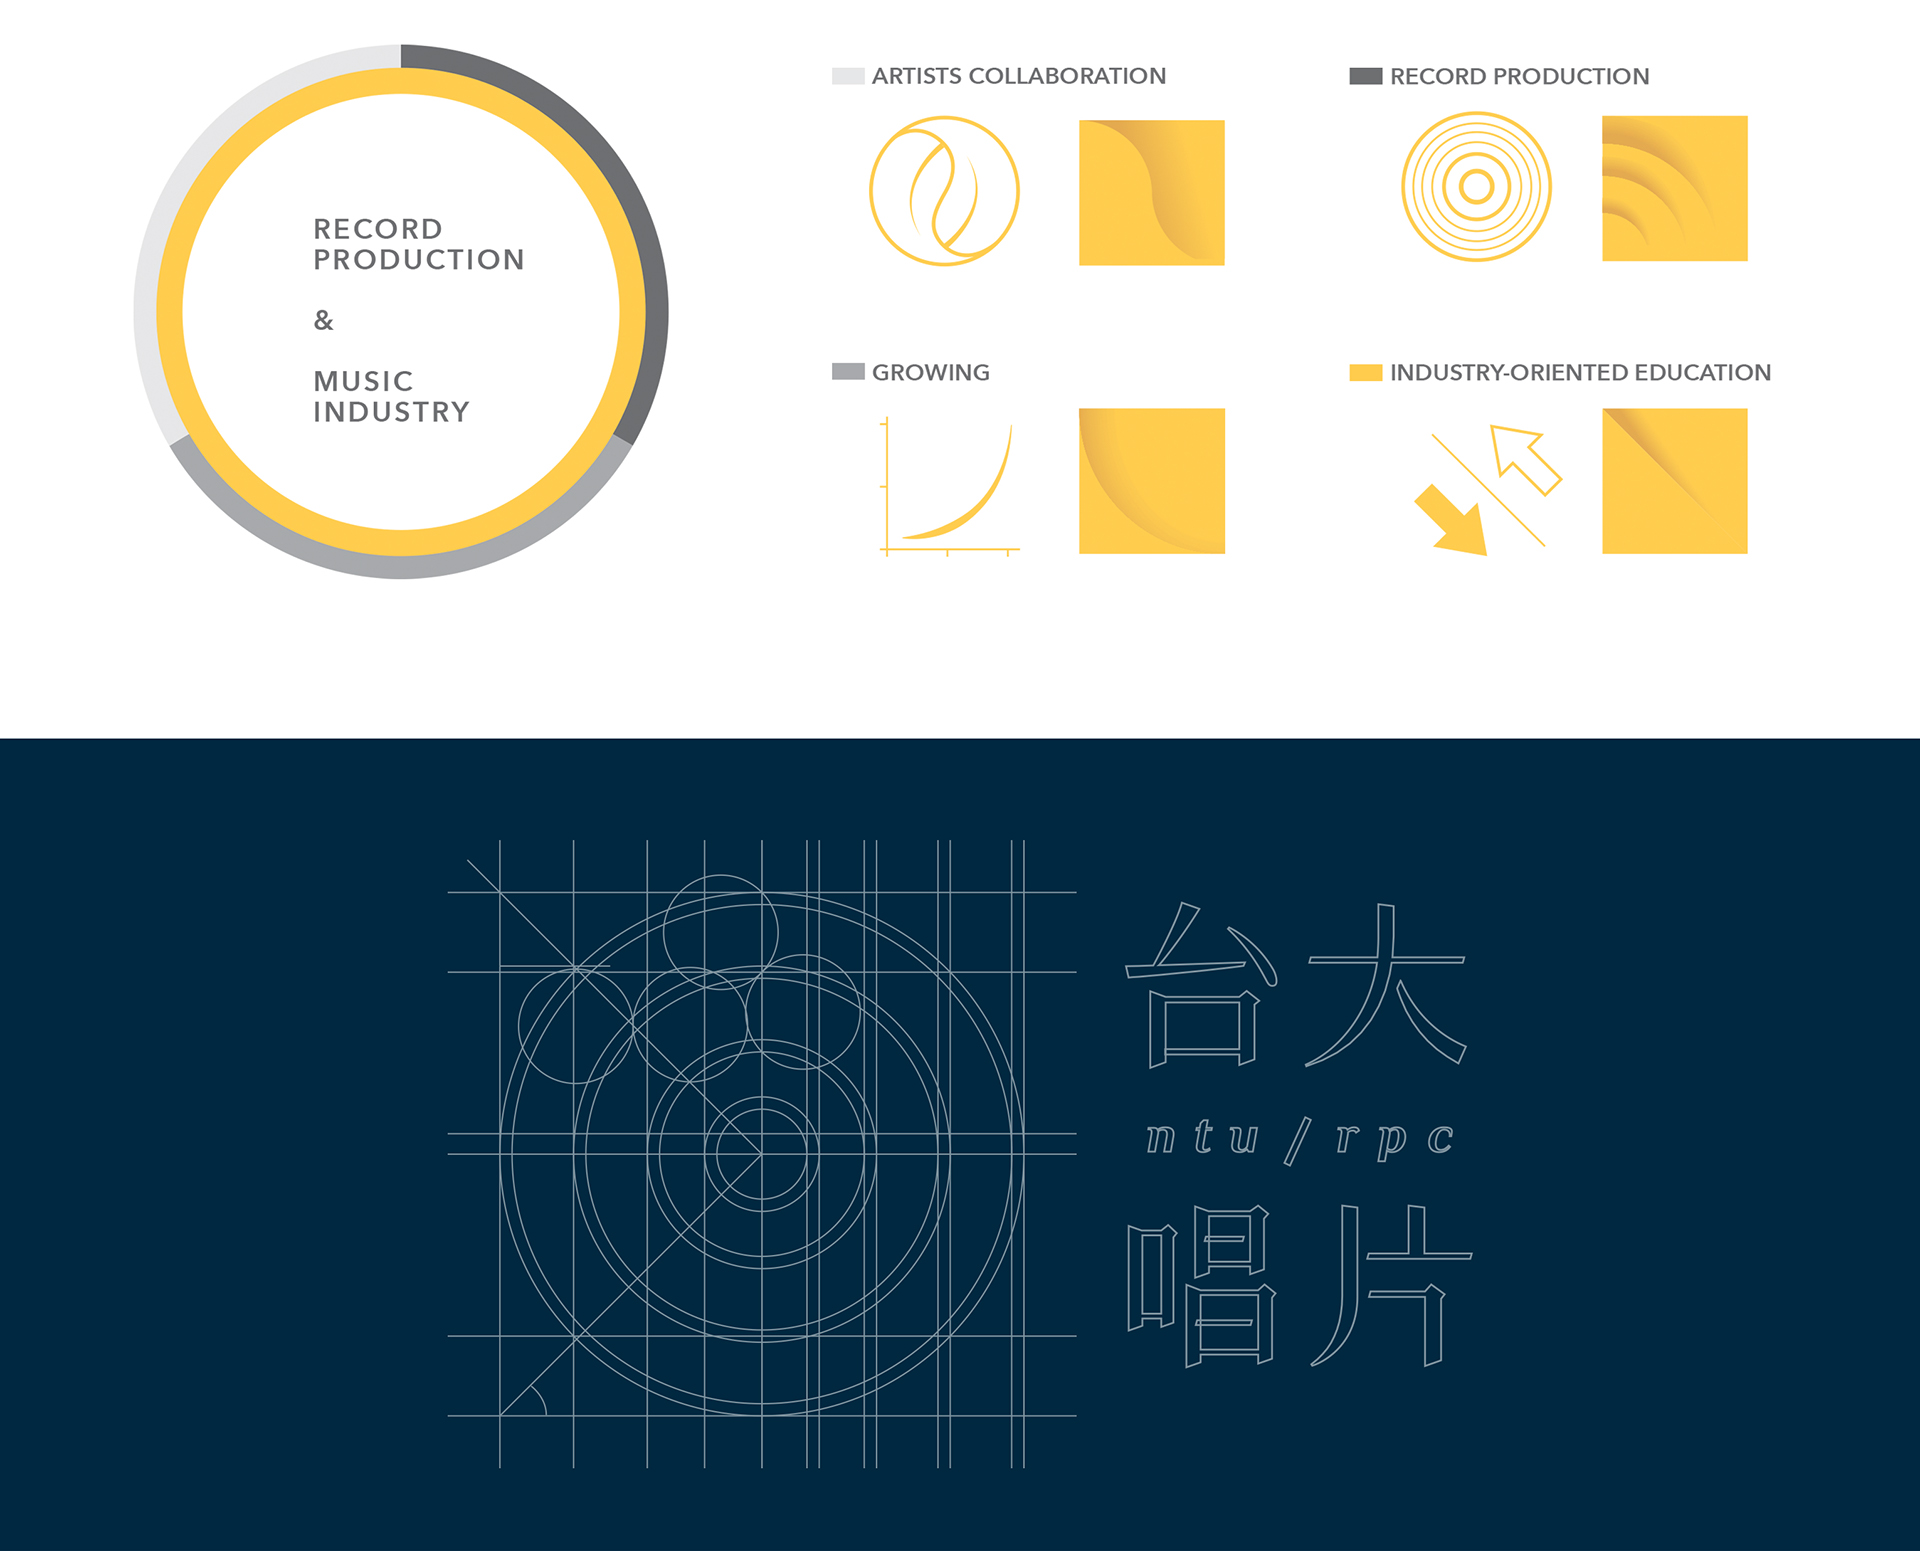 RECORD
PRODUCTION
&
MUSIC
INDUSTRY
ARTISTS COLLABORATION
RECORD PRODUCTION
GROWING
INDUSTRY-ORIENTED EDUCATION
台大
ntu/rpc
唱片